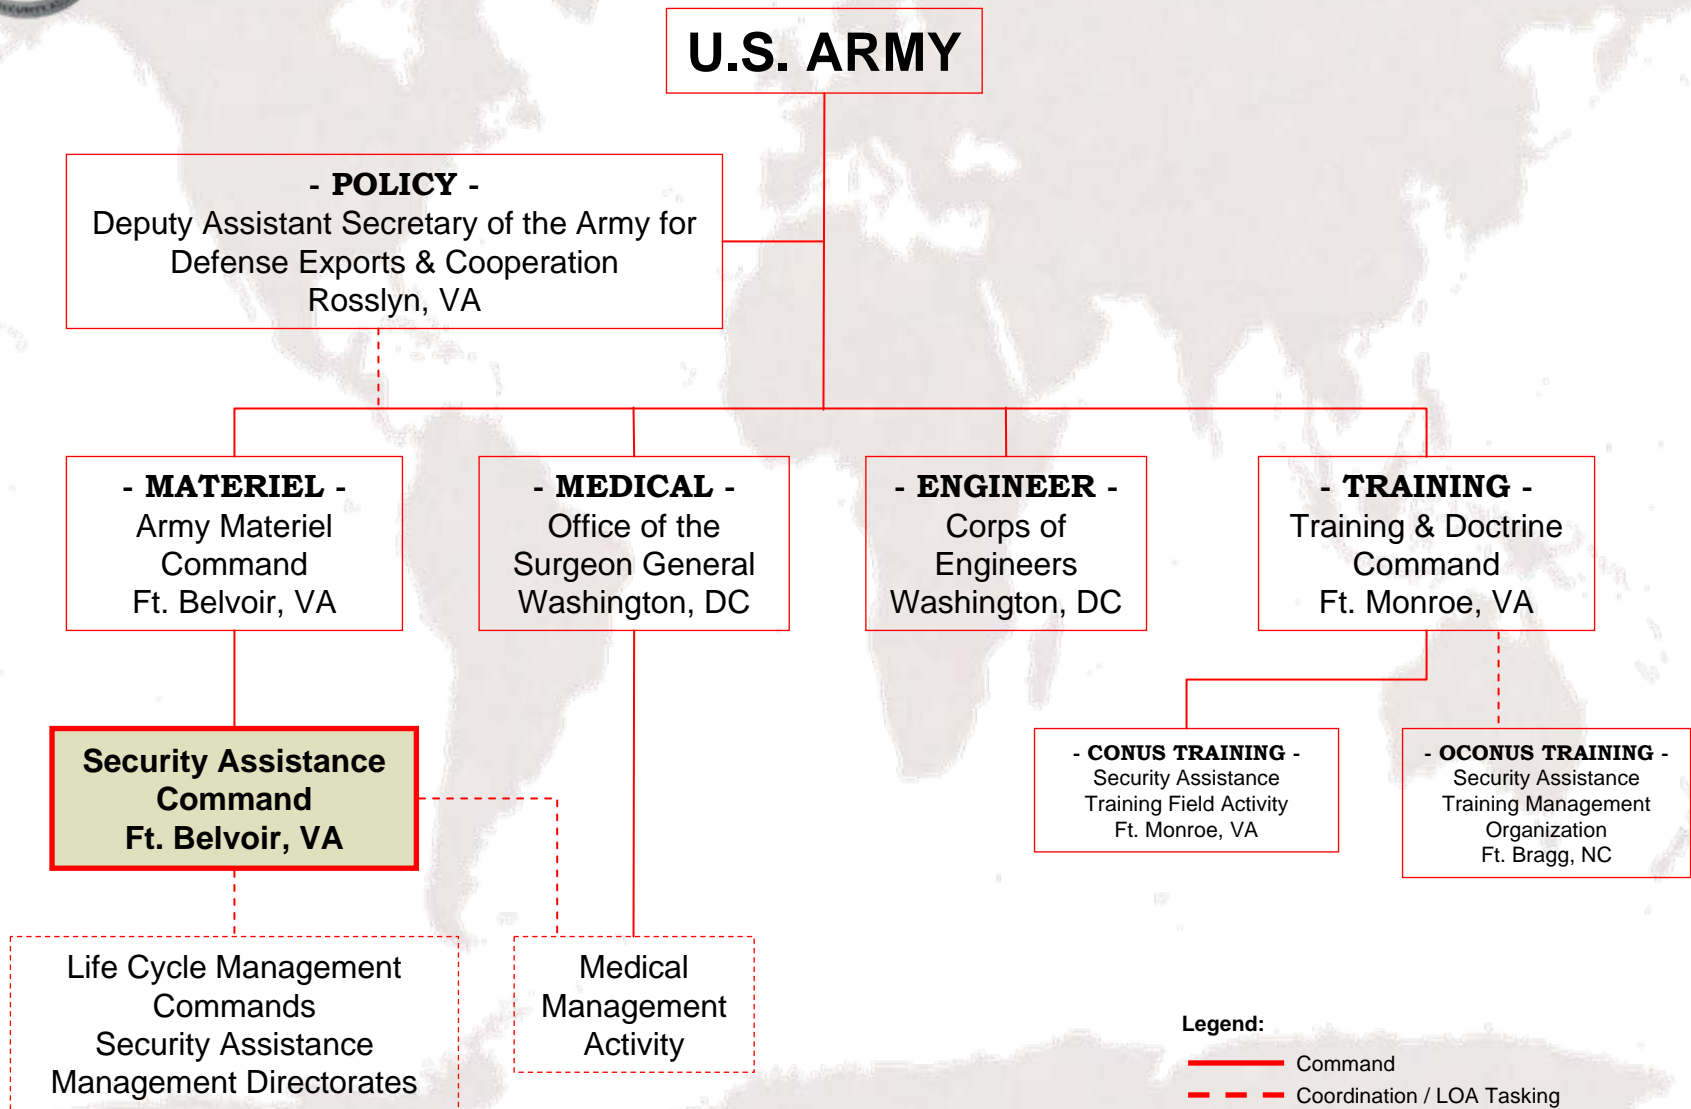 U.S. ARMY
- POLICY -
Deputy Assistant Secretary of the Army for
Defense Exports & Cooperation
Rosslyn, VA
- MATERIEL -
Army Materiel
Command
Ft. Belvoir, VA
- MEDICAL -
Office of the
Surgeon General
Washington, DC
- ENGINEER -
Corps of
Engineers
Washington, DC
- TRAINING -
Training & Doctrine
Command
Ft. Monroe, VA
Security Assistance
Command
Ft. Belvoir, VA
- CONUS TRAINING -
Security Assistance
Training Field Activity
Ft. Monroe, VA
- OCONUS TRAINING -
Security Assistance
Training Management
Organization
Ft. Bragg, NC
Life Cycle Management
Commands
Security Assistance
Management Directorates
Medical
Management
Activity
Legend:
Command
Coordination / LOA Tasking